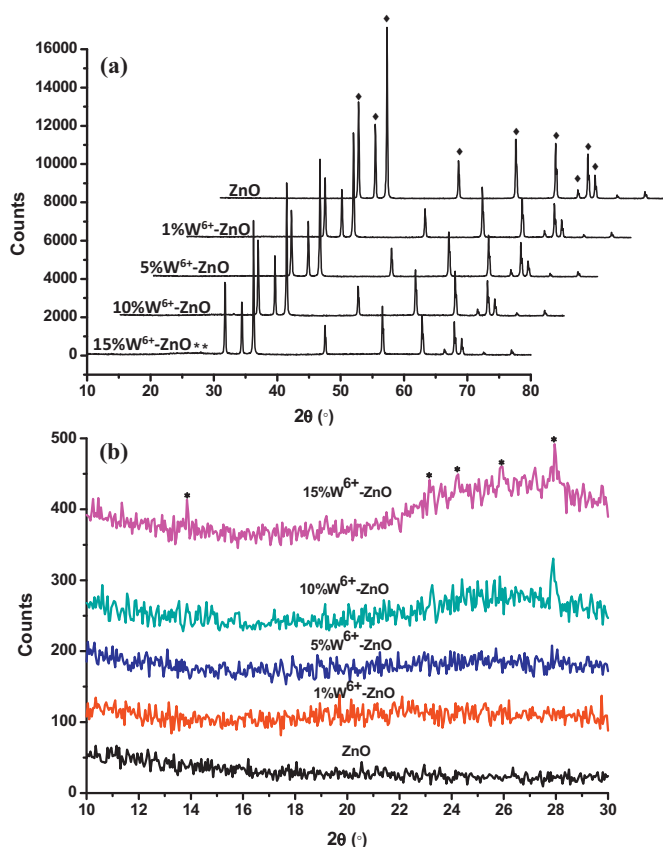 (a)
16000
14000
12000
10000
8000
6000
4000
2000
0
Counts
ZnO
1%W6+-ZnO
5%W6+-ZnO
10%W6+-ZnO
15%W6+-ZnO**
10 20 30 40 50 60 70 80
2θ (°)
(b)
500
400
300
200
100
0
Counts
15%W6+-ZnO
10%W6+-ZnO
5%W6+-ZnO
1%W6+-ZnO
ZnO
10 12 14 16 18 20 22 24 26 28 30
2θ (°)